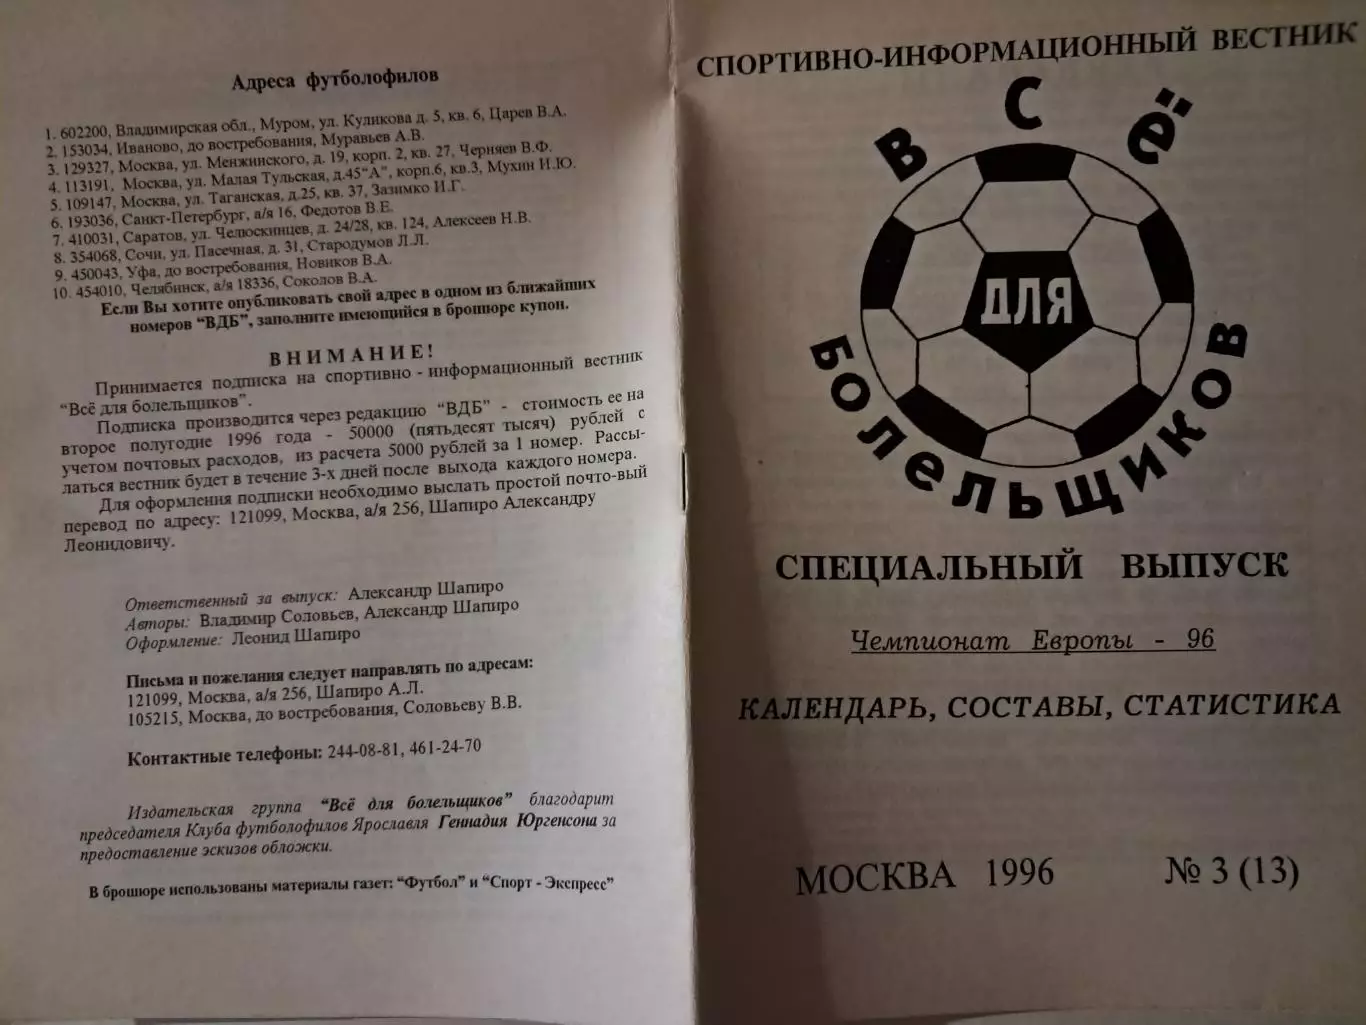 Адреса футболофилов
1. 602200, Владимирская обл., Муром, ул. Куликова д. 5, кв. 6, Царев В.А.
2. 153034, Иваново, до востребования, Муравьев А.В.
3. 129327, Москва, ул. Менжинского, д. 19, корп. 2, кв. 27, Черняев В.Ф.
4. 113191, Москва, ул. Малая Тульская, д.45"А", корп.6, кв.3, Мухин И.Ю.
5. 109147, Москва, ул. Таганская, д.25, кв. 37, Зазимко И.Г.
6. 193036, Санкт-Петербург, а/я 16, Федотов В.Е.
7. 410031, Саратов, ул. Челюскинцев, д. 24/28, кв. 124, Алексеев Н.В.
8. 354068, Сочи, ул. Пасечная, д. 31, Стародумов Л.Л.
9. 450043, Уфа, до востребования, Новиков В.А.
10. 454010, Челябинск, а/я 18336, Соколов В.А.
Если Вы хотите опубликовать свой адрес в одном из ближайших
номеров "ВДБ", заполните имеющийся в брошюре купон.
ВНИМАНИЕ!
Принимается подписка на спортивно - информационный вестник
"Всё для болельщиков".
Подписка производится через редакцию "ВДБ" - стоимость ее на
второе полугодие 1996 года - 50000 (пятьдесят тысяч) рублей с
учетом почтовых расходов, из расчета 5000 рублей за 1 номер. Рассы-
латься вестник будет в течение 3-х дней после выхода каждого номера.
Для оформления подписки необходимо выслать простой почто-вый
перевод по адресу: 121099, Москва, а/я 256, Шапиро Александру
Леонидовичу.
Ответственный за выпуск: Александр Шапиро
Авторы: Владимир Соловьев, Александр Шапиро
Оформление: Леонид Шапиро
Письма и пожелания следует направлять по адресам:
121099, Москва, а/я 256, Шапиро А.Л.
105215, Москва, до востребования, Соловьеву В.В.
Контактные телефоны: 244-08-81, 461-24-70
Издательская группа "Всё для болельщиков" благодарит
председателя Клуба футболофилов Ярославля Геннадия Юргенсона за
предоставление эскизов обложки.
В брошюре использованы материалы газет: "Футбол" и "Спорт - Экспресс"
СПОРТИВНО-ИНФОРМАЦИОННЫЙ ВЕСТНИК
ВСЁ
ДЛЯ
БОЛЕЛЬЩИКОВ
СПЕЦИАЛЬНЫЙ ВЫПУСК
Чемпионат Европы - 96
КАЛЕНДАРЬ, СОСТАВЫ, СТАТИСТИКА
МОСКВА 1996 № 3 (13)